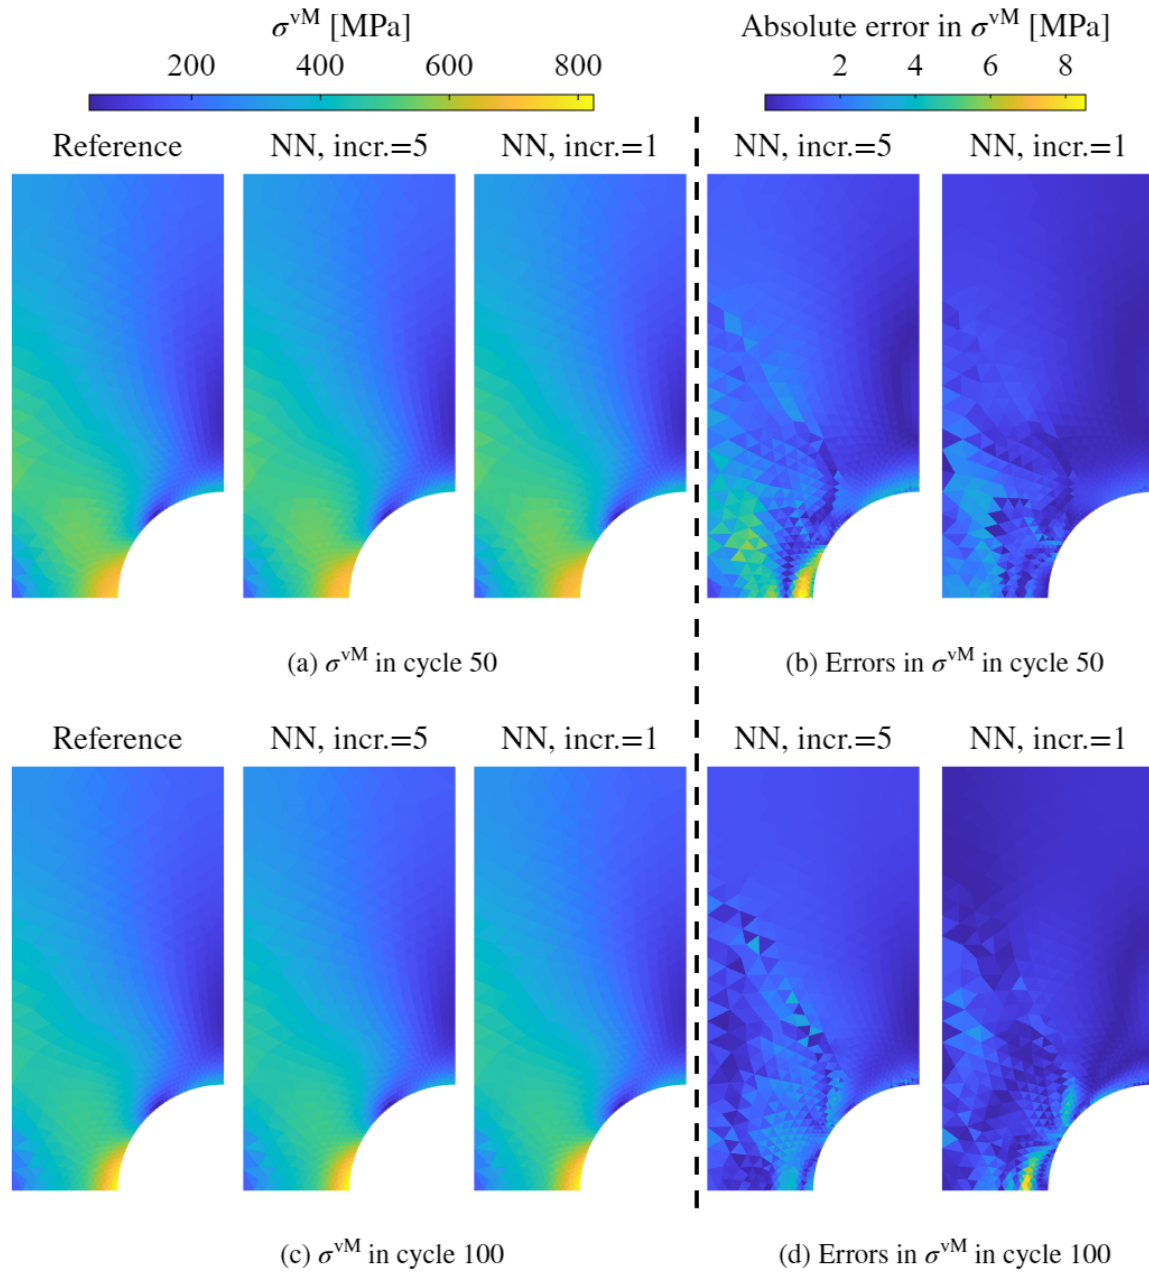 σ^vM [MPa]
Absolute error in σ^vM [MPa]
200 400 600 800
2 4 6 8
Reference
NN, incr.=5
NN, incr.=1
NN, incr.=5
NN, incr.=1
(a) σ^vM in cycle 50
(b) Errors in σ^vM in cycle 50
Reference
NN, incr.=5
NN, incr.=1
NN, incr.=5
NN, incr.=1
(c) σ^vM in cycle 100
(d) Errors in σ^vM in cycle 100